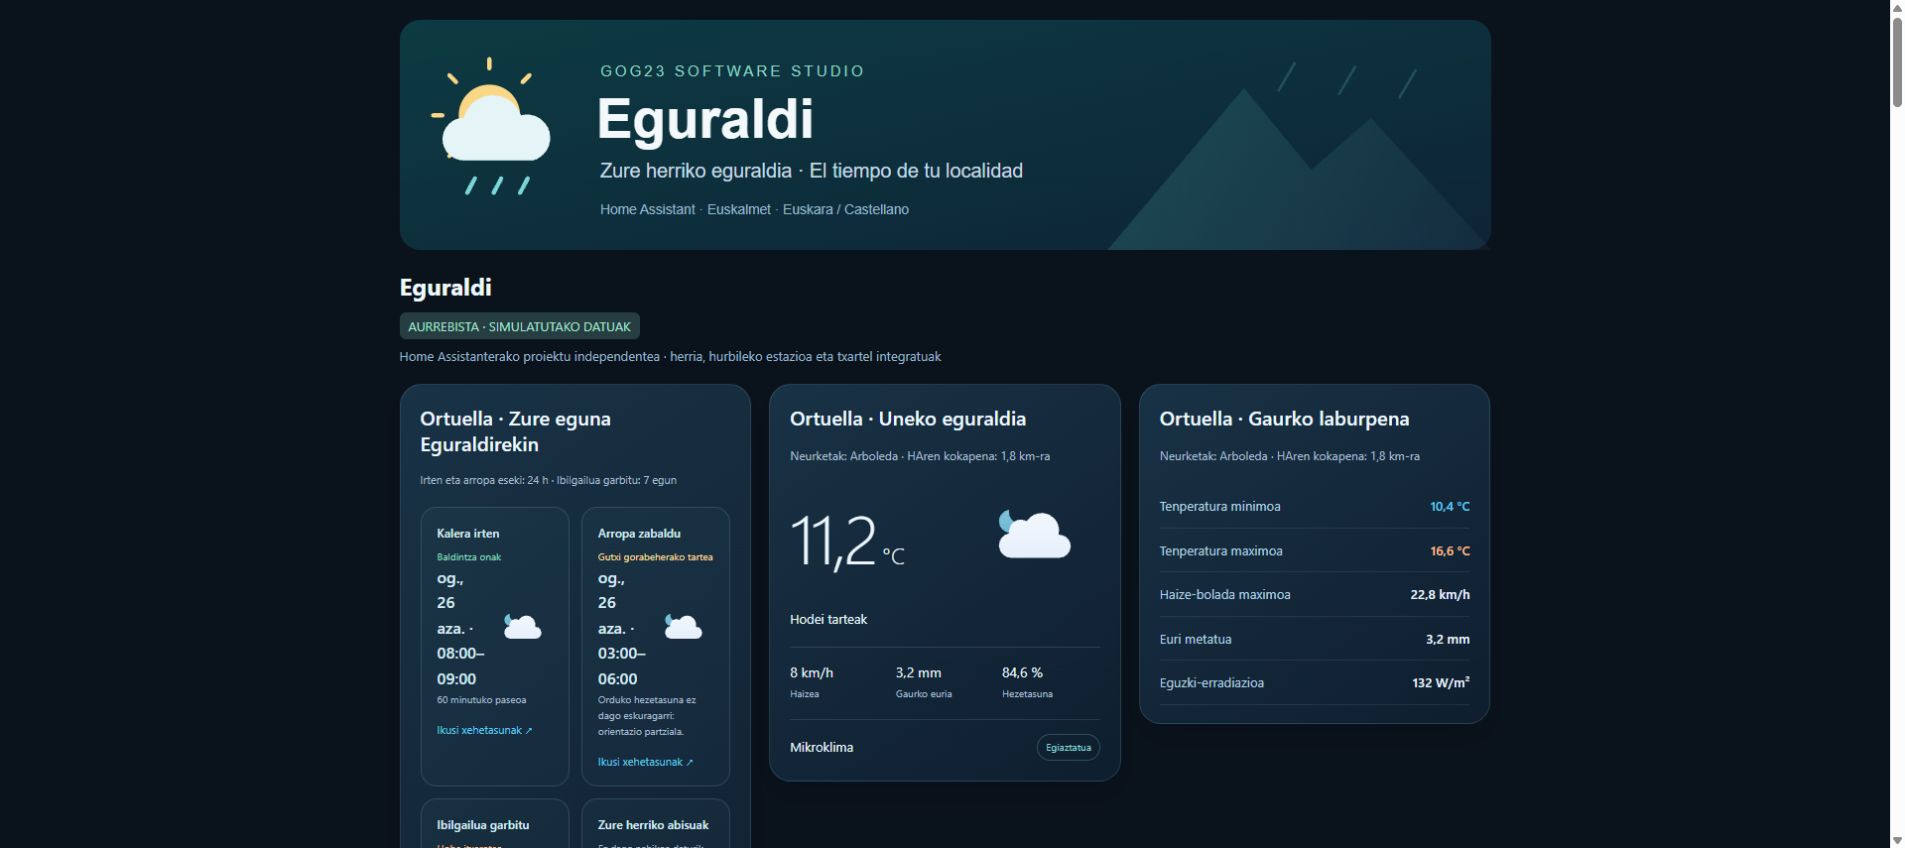 GOG23 SOFTWARE STUDIO
Eguraldi
Zure herriko eguraldia · El tiempo de tu localidad
Home Assistant · Euskalmet · Euskara / Castellano
Eguraldi
AURREBISTA · SIMULATUTAKO DATUAK
Home Assistanterako proiektu independentea · herria, hurbileko estazioa eta txartel integratuak
Ortuella · Zure eguna
Eguraldirekin
Irten eta arropa eseki: 24 h · Ibilgailua garbitu: 7 egun
Kalera irten
Baldintza onak
og.,
26
aza. ·
08:00–
09:00
60 minutuko paseoa
Ikusi xehetasunak ↗
Arropa zabaldu
Gutxi gorabeherako tartea
og.,
26
aza. ·
03:00–
06:00
Orduko hezetasuna ez
dago eskuragarri:
orientazio partziala.
Ikusi xehetasunak ↗
Ibilgailua garbitu
Zure herriko abisuak
Ortuella · Uneko eguraldia
Neurketak: Arboleda · HAren kokapena: 1,8 km-ra
11,2 °C
Hodei tarteak
8 km/h
Haizea
3,2 mm
Gaurko euria
84,6 %
Hezetasuna
Mikroklima
Egiaztatua
Ortuella · Gaurko laburpena
Neurketak: Arboleda · HAren kokapena: 1,8 km-ra
Tenperatura minimoa 10,4 °C
Tenperatura maximoa 16,6 °C
Haize-bolada maximoa 22,8 km/h
Euri metatua 3,2 mm
Eguzki-erradiazioa 132 W/m²